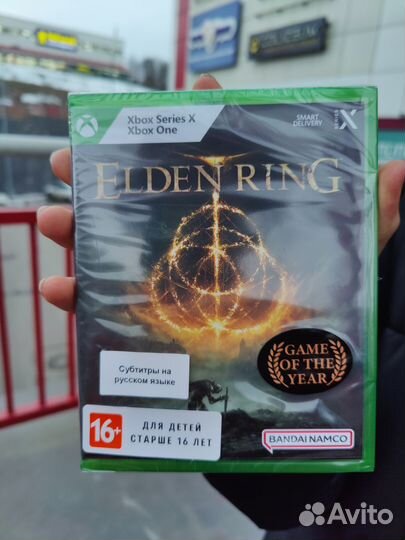 Xbox Series X
Xbox One
SMART
DELIVERY
SERIES
X
ELDEN RING
GAME
OF THE
YEAR
Субтитры на
русском языке
16+
ДЛЯ ДЕТЕЙ
СТАРШЕ 16 ЛЕТ
BANDAI NAMCO
Avito